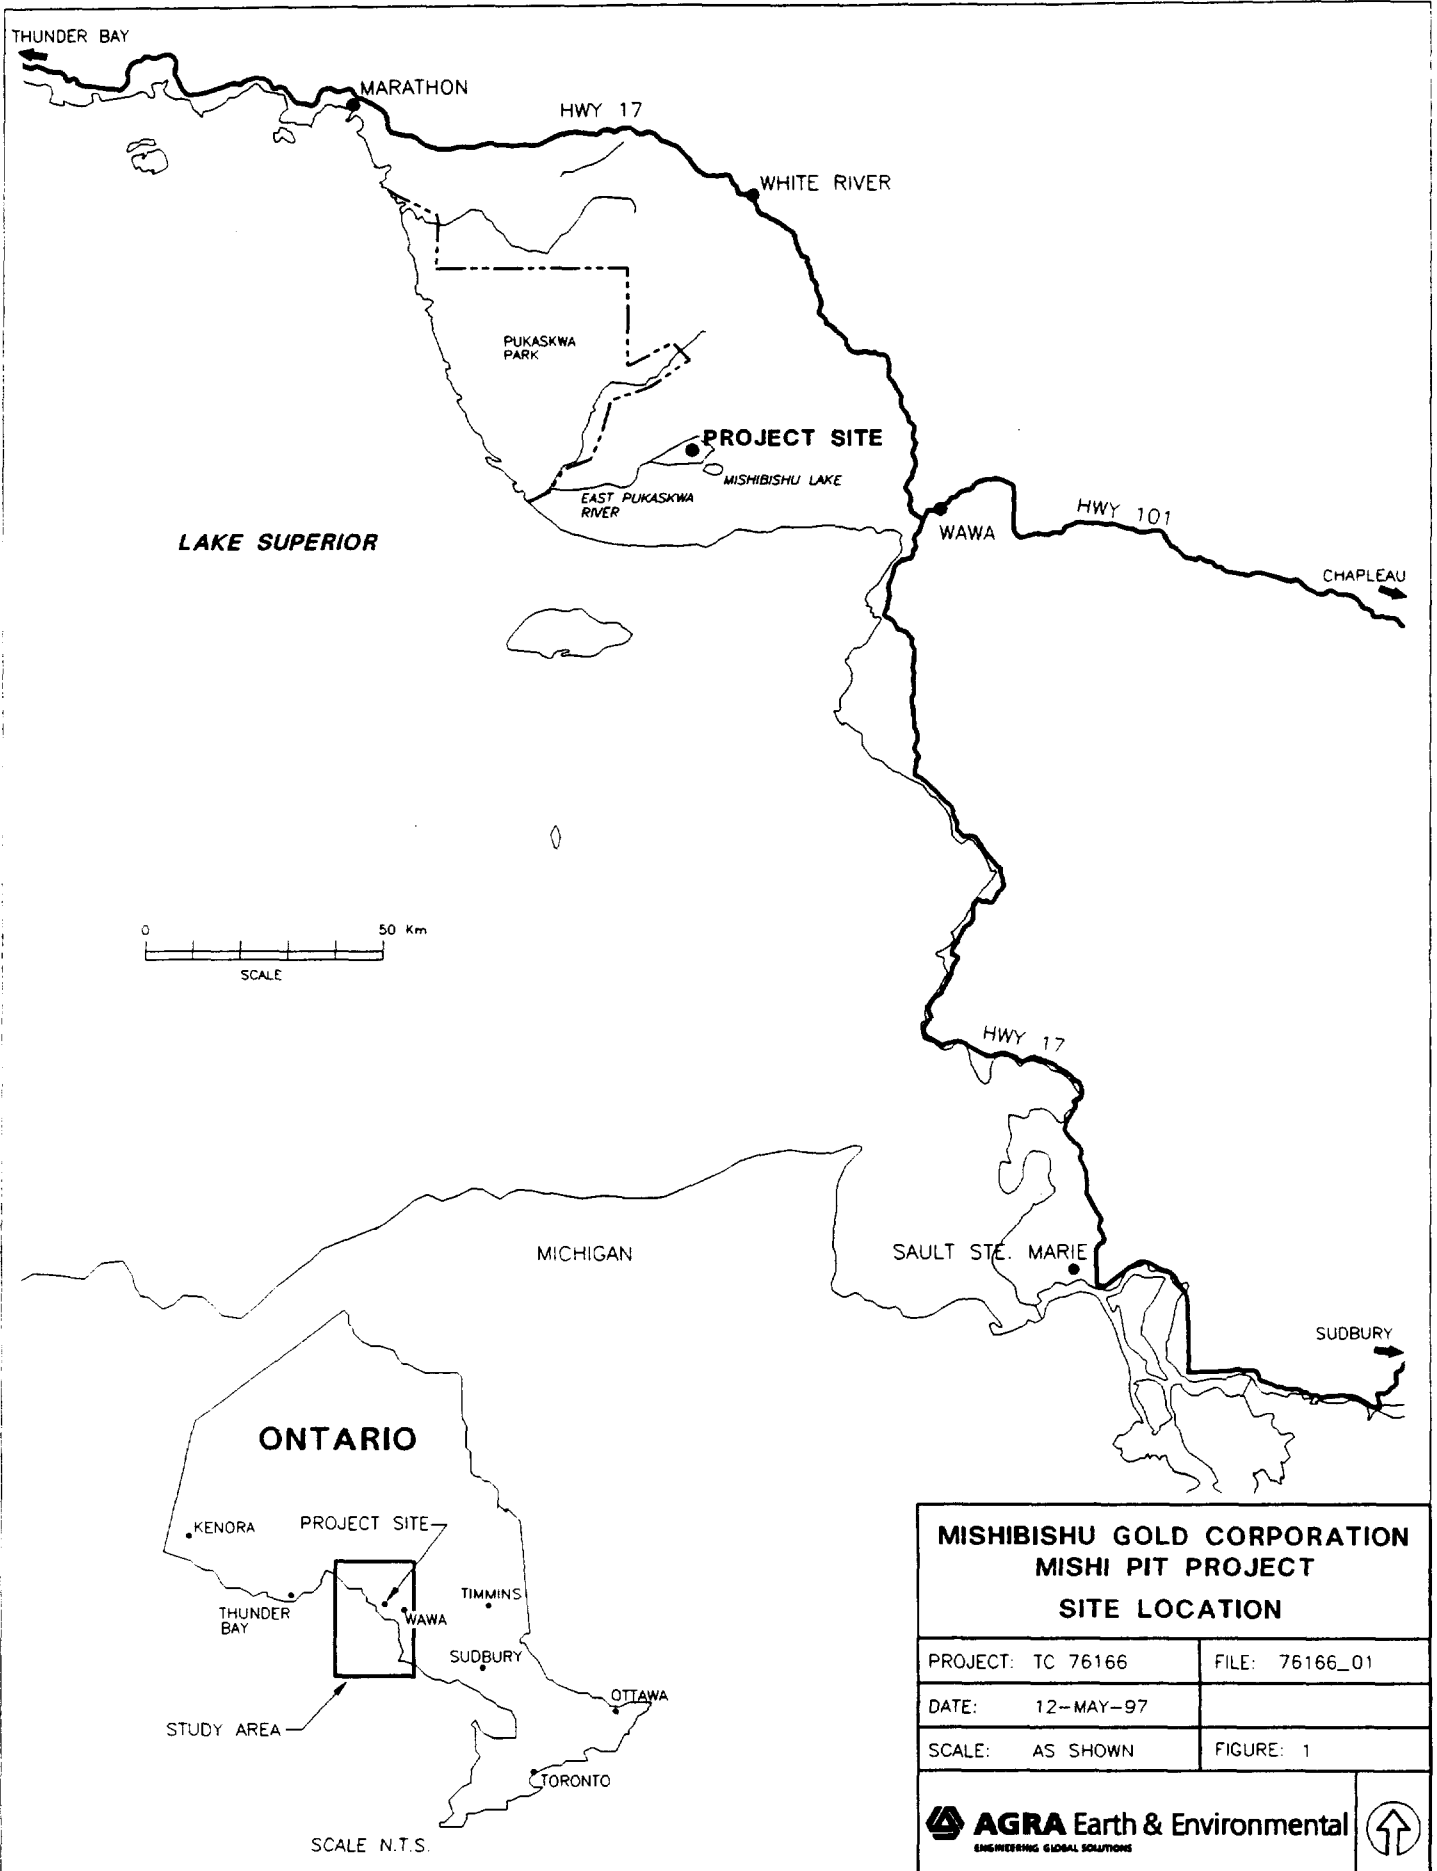 THUNDER BAY
MARATHON
HWY 17
WHITE RIVER
PUKASKWA
PARK
PROJECT SITE
MISHIBISHU LAKE
EAST PUKASKWA
RIVER
LAKE SUPERIOR
WAWA
HWY 101
CHAPLEAU
0 50 Km
SCALE
HWY 17
MICHIGAN
SAULT STE. MARIE
SUDBURY
ONTARIO
KENORA
PROJECT SITE
THUNDER
BAY
TIMMINS
WAWA
SUDBURY
OTTAWA
STUDY AREA
TORONTO
SCALE N.T.S.
MISHIBISHU GOLD CORPORATION
MISHI PIT PROJECT
SITE LOCATION
PROJECT: TC 76166 FILE: 76166_01
DATE: 12-MAY-97
SCALE: AS SHOWN FIGURE: 1
AGRA Earth & Environmental
ENGINEERING GLOBAL SOLUTIONS